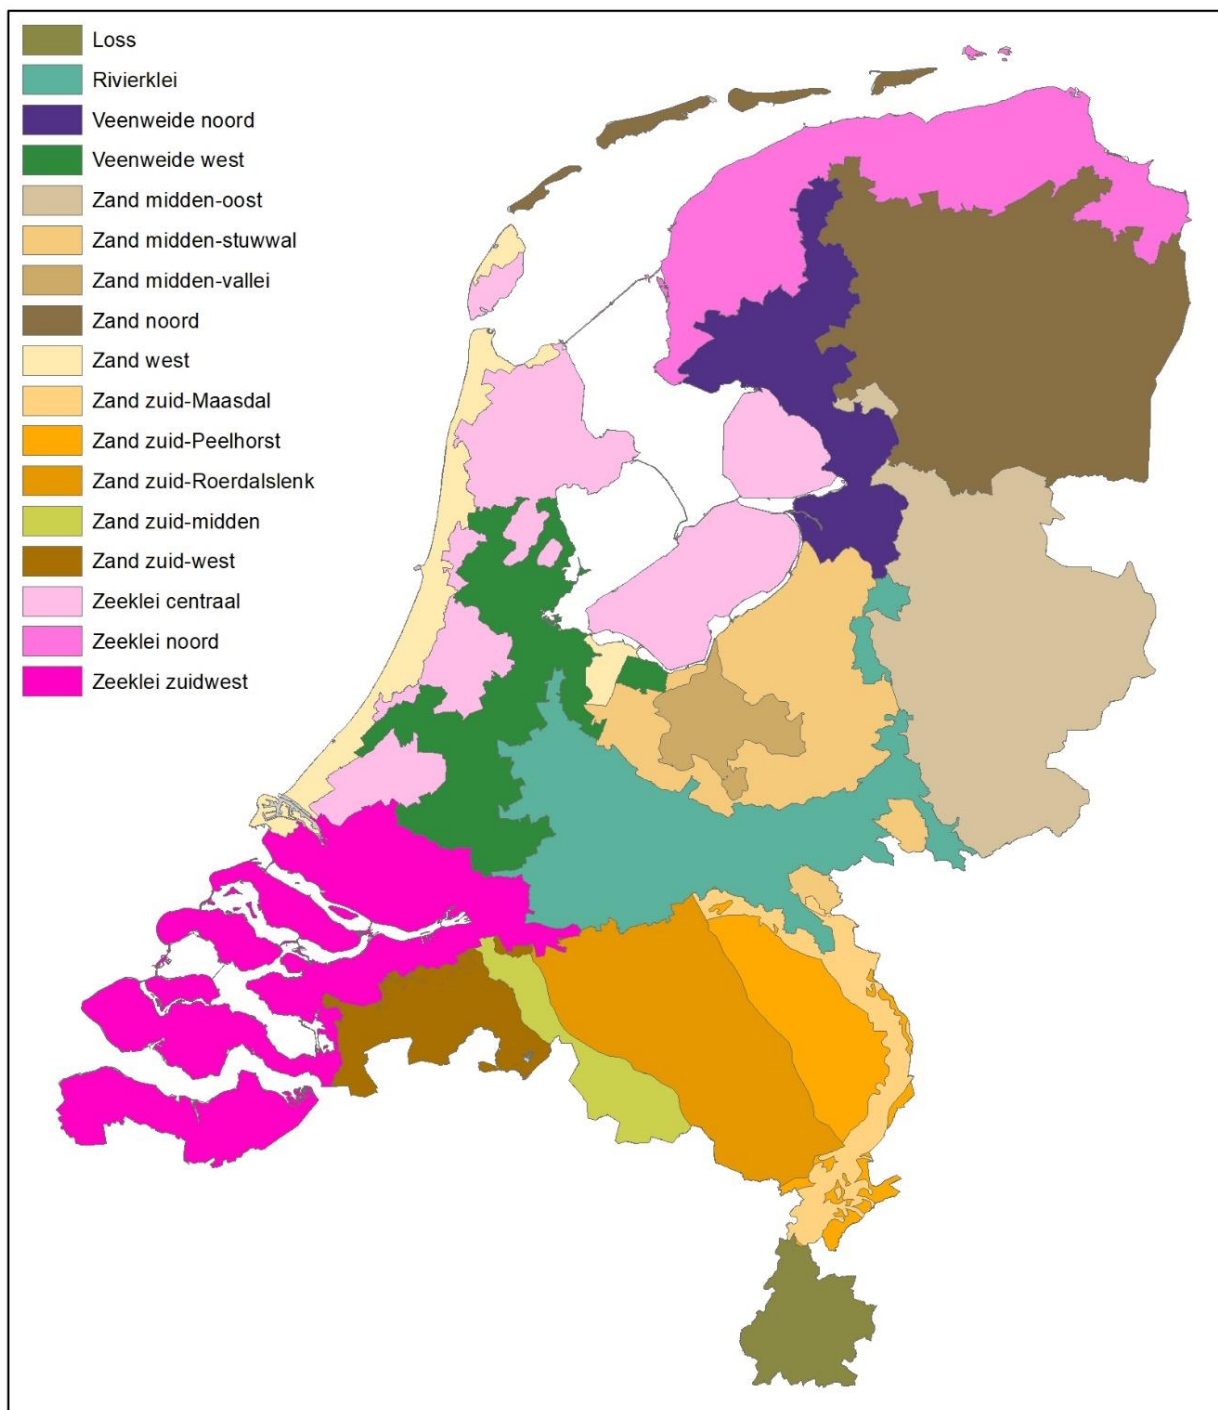 Loss
Rivierklei
Veenweide noord
Veenweide west
Zand midden-oost
Zand midden-stuwwal
Zand midden-vallei
Zand noord
Zand west
Zand zuid-Maasdal
Zand zuid-Peelhorst
Zand zuid-Roerdalslenk
Zand zuid-midden
Zand zuid-west
Zeeklei centraal
Zeeklei noord
Zeeklei zuidwest